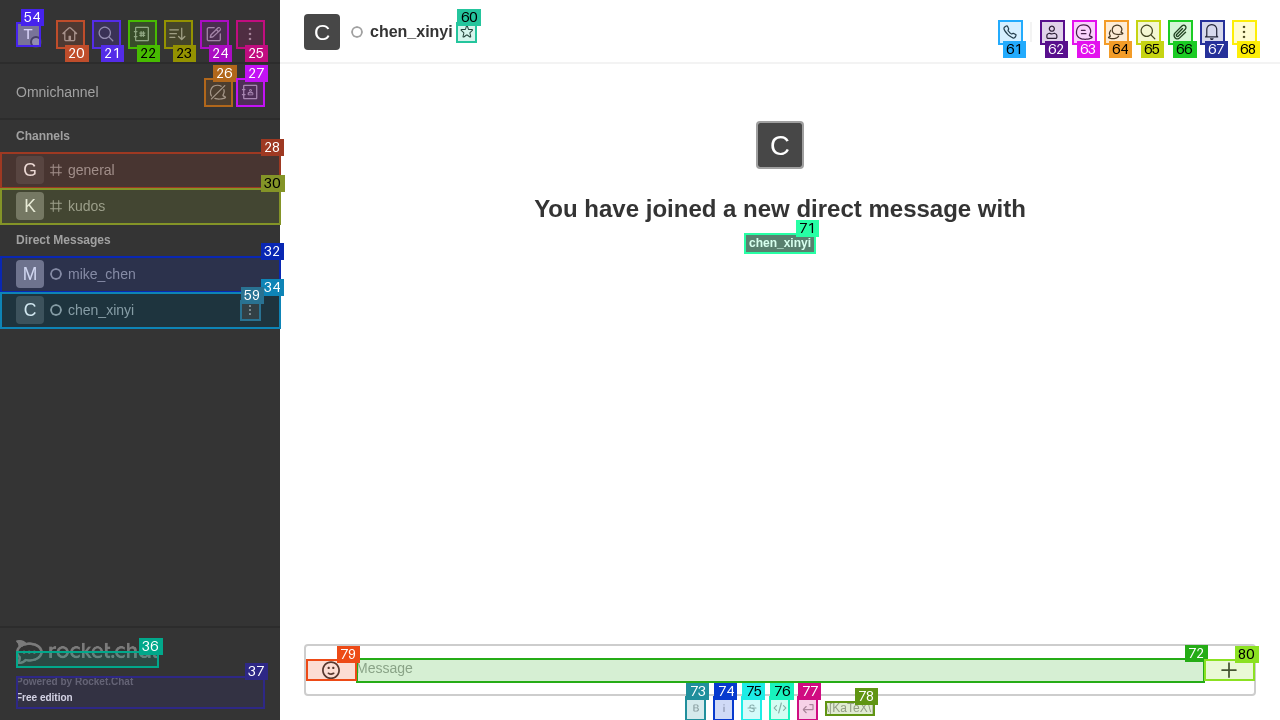 54
T
20
21
22
23
24
25
26
27
Omnichannel
Channels
28
G general
30
K kudos
Direct Messages
32
M mike_chen
34
59
C chen_xinyi
36
rocket.chat
37
Powered by Rocket.Chat
Free edition
C chen_xinyi
60
61
62
63
64
65
66
67
68
C
You have joined a new direct message with
71
chen_xinyi
79
72
80
Message
73
74
75
76
77
78
B
i
S
</>
\[KaTeX\]